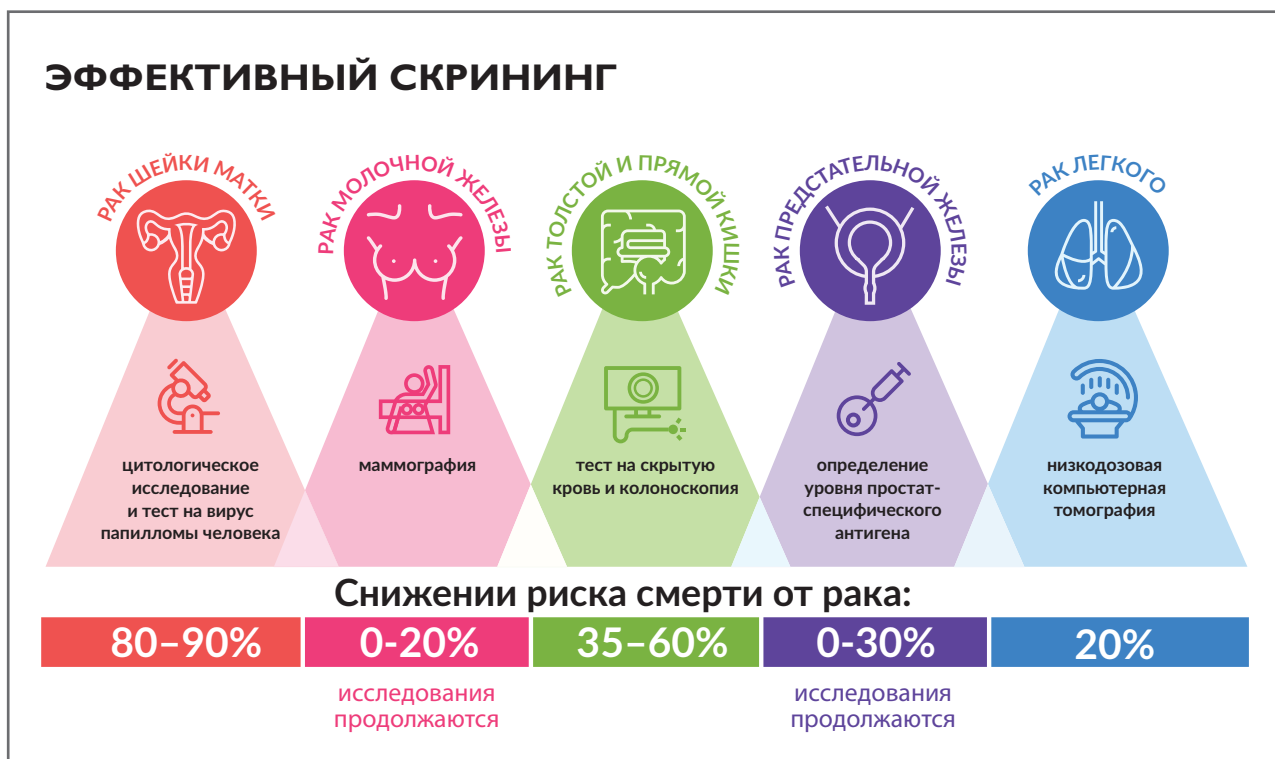 ЭФФЕКТИВНЫЙ СКРИНИНГ
РАК ШЕЙКИ МАТКИ
РАК МОЛОЧНОЙ ЖЕЛЕЗЫ
РАК ТОЛСТОЙ И ПРЯМОЙ КИШКИ
РАК ПРЕДСТАТЕЛЬНОЙ ЖЕЛЕЗЫ
РАК ЛЕГКОГО
цитологическое
исследование
и тест на вирус
папилломы человека
маммография
тест на скрытую
кровь и колоноскопия
определение
уровня простат-
специфического
антигена
низкодозовая
компьютерная
томография
Снижении риска смерти от рака:
80–90%
0-20%
35–60%
0-30%
20%
исследования
продолжаются
исследования
продолжаются